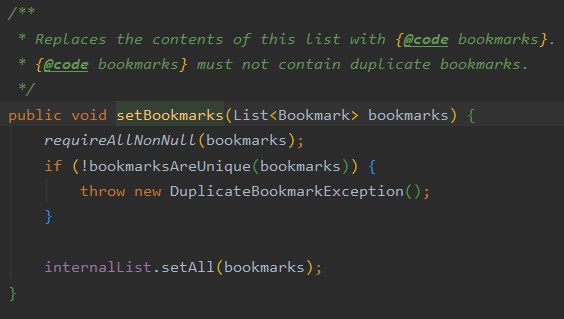 /**
 * Replaces the contents of this list with {@code bookmarks}.
 * {@code bookmarks} must not contain duplicate bookmarks.
 */
public void setBookmarks(List<Bookmark> bookmarks) {
    requireAllNonNull(bookmarks);
    if (!bookmarksAreUnique(bookmarks)) {
        throw new DuplicateBookmarkException();
    }

    internalList.setAll(bookmarks);
}